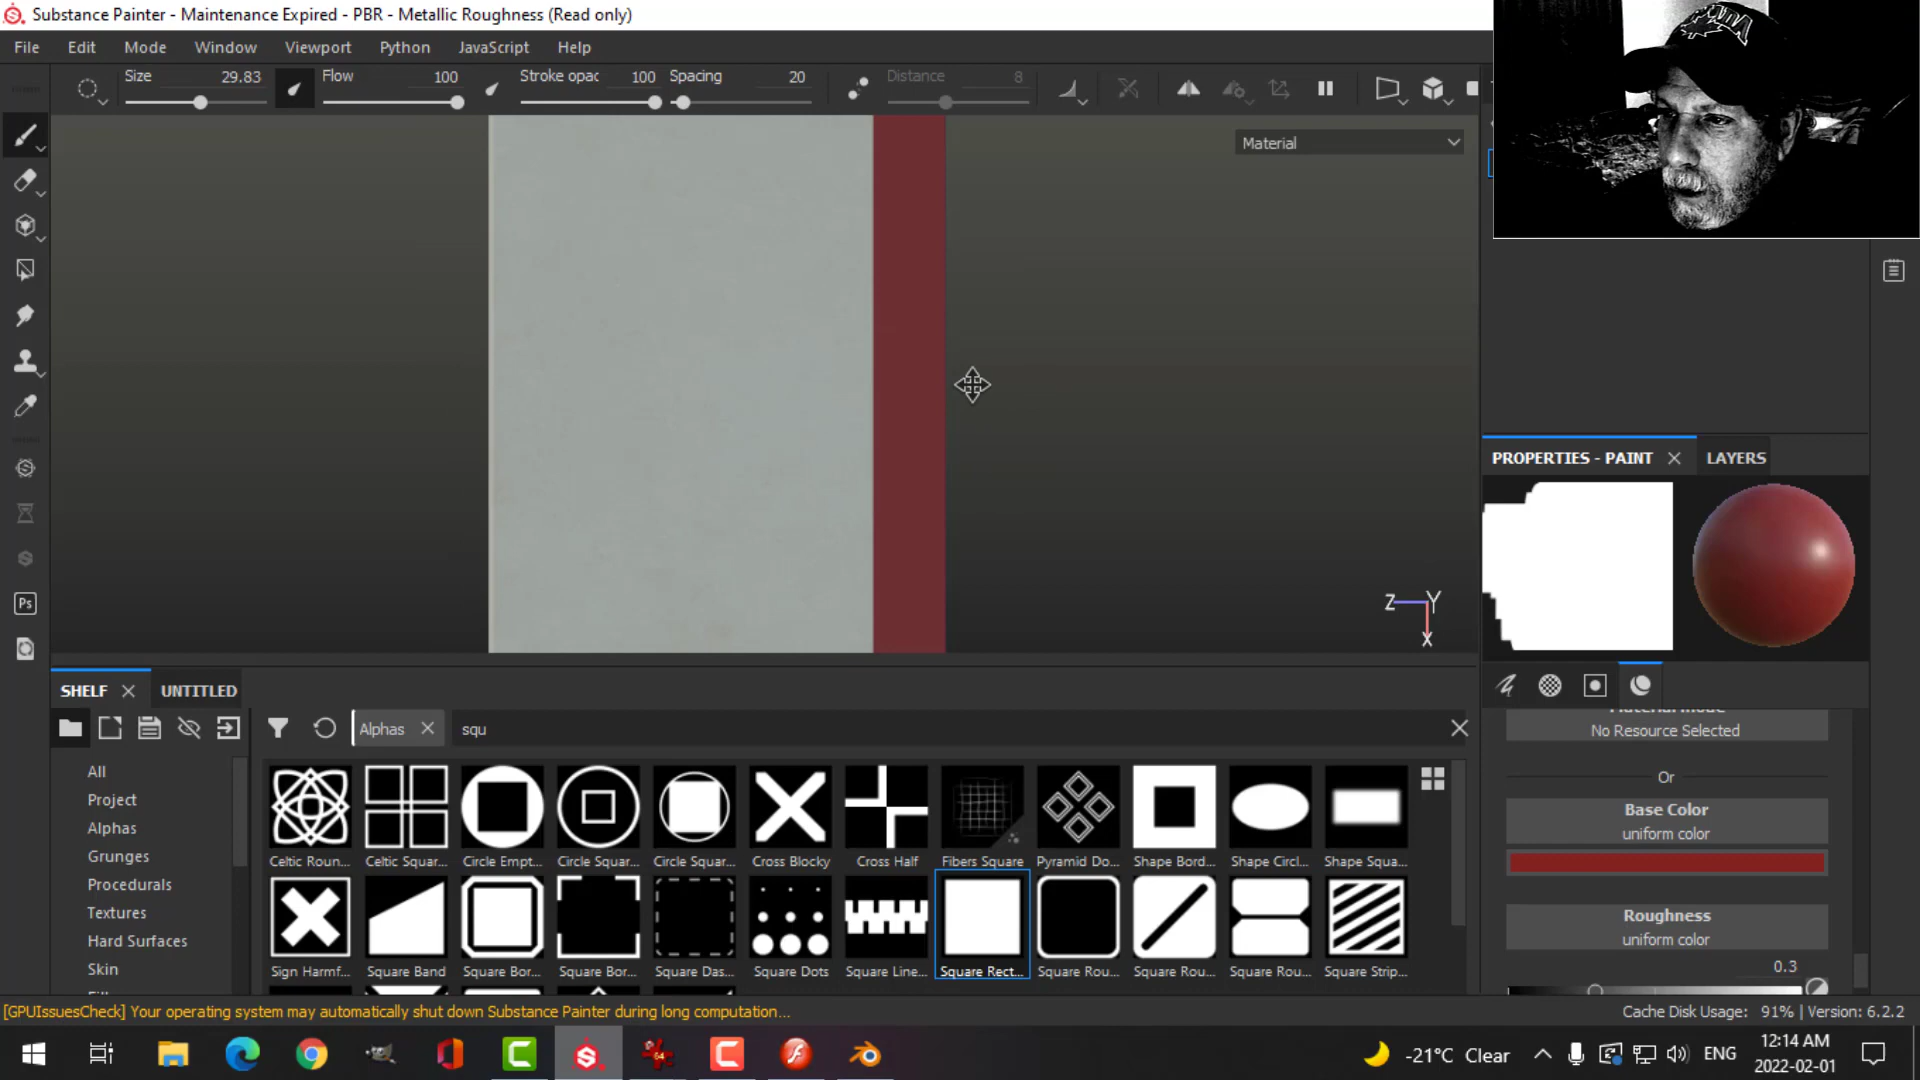 Substance Painter - Maintenance Expired - PBR - Metallic Roughness (Read only)
File Edit Mode Window Viewport Python JavaScript Help
Size 29.83 Flow 100 Stroke opac 100 Spacing 20 Distance 8
Material
Z Y
X
PROPERTIES - PAINT LAYERS
Ps
SHELF UNTITLED
No Resource Selected
Alphas squ
Or
All
Project
Alphas
Grunges
Procedurals
Textures
Hard Surfaces
Skin
Celtic Roun... Celtic Squar... Circle Empt... Circle Squar... Circle Squar... Cross Blocky Cross Half Fibers Square Pyramid Do... Shape Bord... Shape Circl... Shape Squa...
Sign Harmf... Square Band Square Bor... Square Bor... Square Das... Square Dots Square Line... Square Rect... Square Rou... Square Rou... Square Rou... Square Strip...
Base Color
uniform color
Roughness
uniform color
0.3
[GPUIssuesCheck] Your operating system may automatically shut down Substance Painter during long computation...
Cache Disk Usage: 91% | Version: 6.2.2
-21°C Clear ENG 12:14 AM
2022-02-01